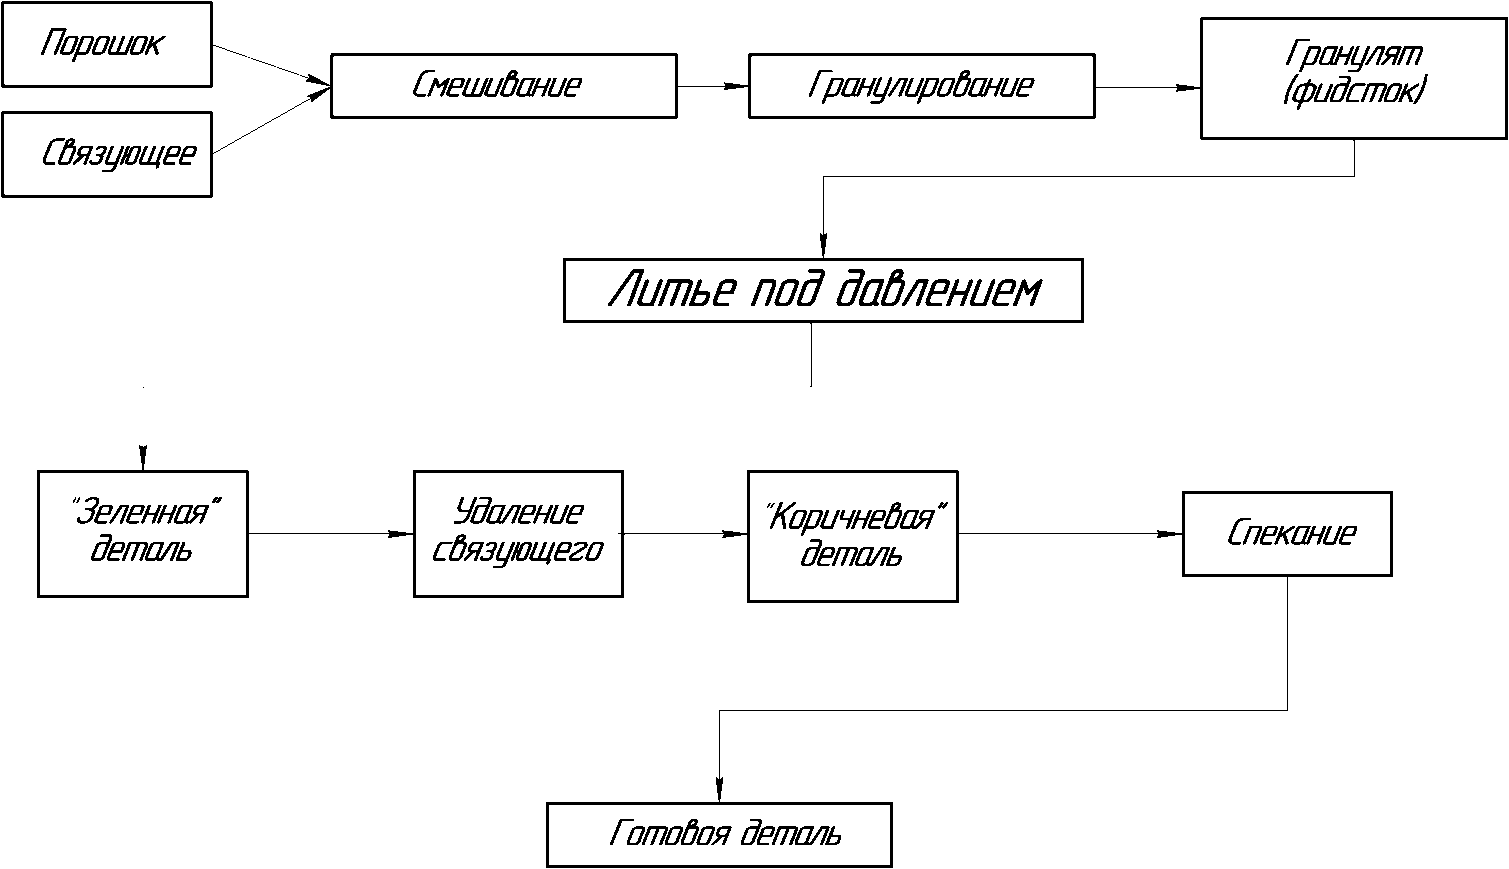 Порошок
Связующее
Смешивание
Гранулирование
Гранулят
(фидсток)
Литье под давлением
"Зеленная"
деталь
Удаление
связующего
"Коричневая"
деталь
Спекание
Готовоя деталь